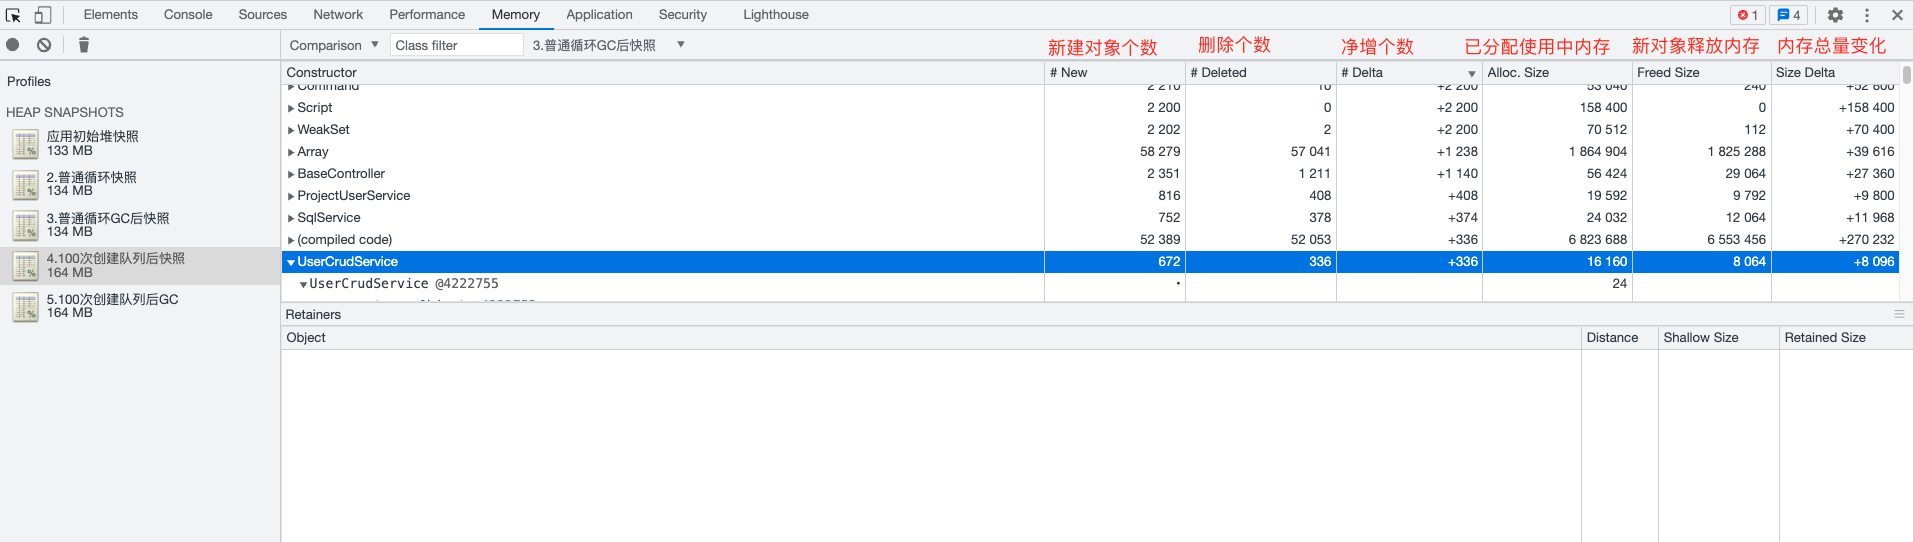 Elements Console Sources Network Performance Memory Application Security Lighthouse 1 4
Comparison Class filter 3.普通循环GC后快照 新建对象个数 删除个数 净增个数 已分配使用中内存 新对象释放内存 内存总量变化
Profiles
HEAP SNAPSHOTS
应用初始堆快照
133 MB
2.普通循环快照
134 MB
3.普通循环GC后快照
134 MB
4.100次创建队列后快照
164 MB
5.100次创建队列后GC
164 MB
Constructor # New # Deleted # Delta Alloc. Size Freed Size Size Delta
Command 2 210 10 +2 200 53 040 240 +52 800
Script 2 200 0 +2 200 158 400 0 +158 400
WeakSet 2 202 2 +2 200 70 512 112 +70 400
Array 58 279 57 041 +1 238 1 864 904 1 825 288 +39 616
BaseController 2 351 1 211 +1 140 56 424 29 064 +27 360
ProjectUserService 816 408 +408 19 592 9 792 +9 800
SqlService 752 378 +374 24 032 12 064 +11 968
(compiled code) 52 389 52 053 +336 6 823 688 6 553 456 +270 232
UserCrudService 672 336 +336 16 160 8 064 +8 096
UserCrudService @4222755 • 24
Retainers
Object Distance Shallow Size Retained Size